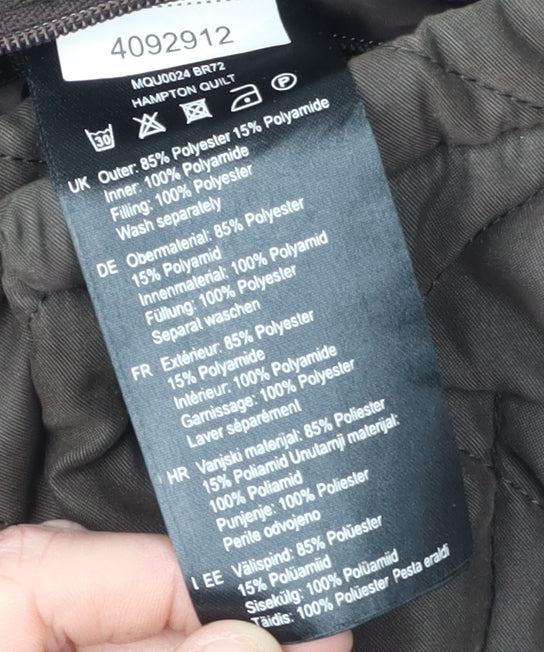 4092912
MQU0024 BR72
HAMPTON QUILT
30 P
UK Outer: 85% Polyester 15% Polyamide
Inner: 100% Polyamide
Filling: 100% Polyester
Wash separately
DE Obermaterial: 85% Polyester
15% Polyamid
Innenmaterial: 100% Polyamid
Füllung: 100% Polyester
Separat waschen
FR Extérieur: 85% Polyester
15% Polyamide
Intérieur: 100% Polyamide
Garnissage: 100% Polyester
Laver séparément
HR Vanjski materijal: 85% Poliester
15% Poliamid Unutarnji materijal:
100% Poliamid
Punjenje: 100% Poliester
Perite odvojeno
EE Välispind: 85% Polüester
15% Polüamiid
Sisekülg: 100% Polüamiid
Täidis: 100% Polüester Pesta eraldi